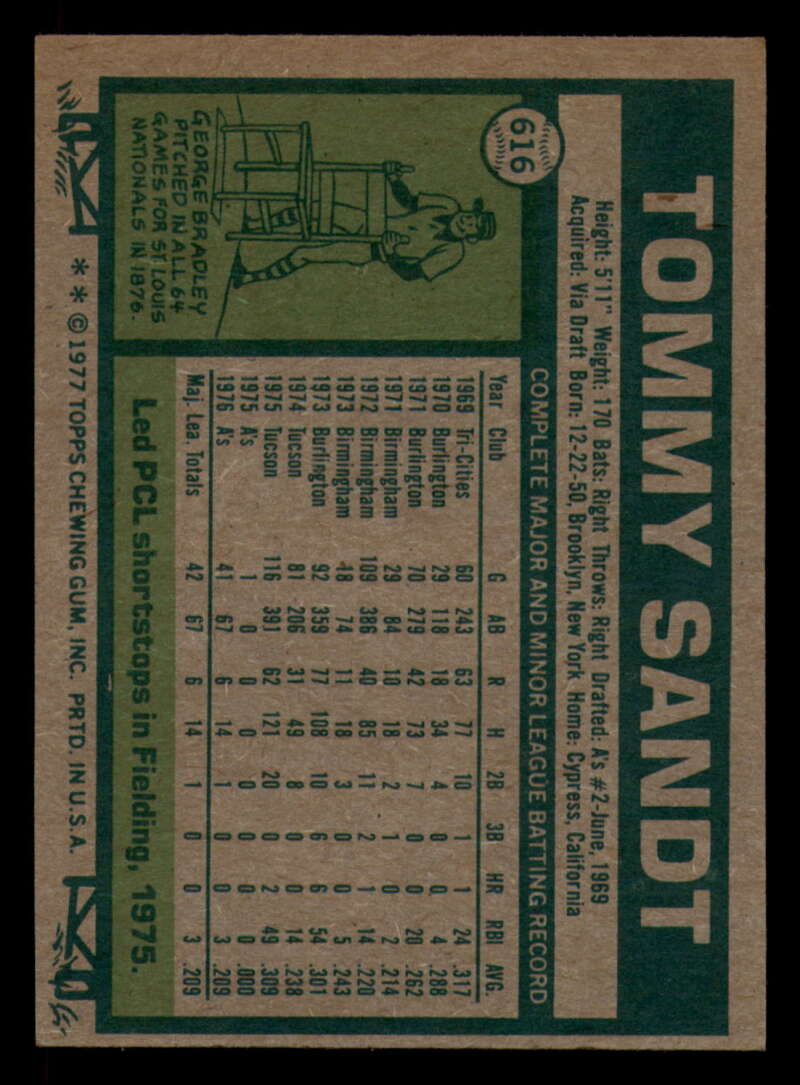 616
TOMMY SANDT
Height: 5'11" Weight: 170 Bats: Right Throws: Right Drafted: A's #2-June, 1969
Acquired: Via Draft Born: 12-22-50, Brooklyn, New York Home: Cypress, California
COMPLETE MAJOR AND MINOR LEAGUE BATTING RECORD
Year Club G AB R H 2B 3B HR RBI AVG.
1969 Tri-Cities 60 243 63 77 10 1 1 24 .317
1970 Burlington 29 118 18 34 4 0 0 4 .288
1971 Burlington 70 279 42 73 7 0 0 20 .262
1971 Birmingham 29 84 10 18 2 1 0 2 .214
1972 Birmingham 109 386 40 85 11 2 1 14 .220
1973 Birmingham 48 74 11 18 3 0 0 5 .243
1973 Burlington 92 359 77 108 10 6 6 54 .301
1974 Tucson 81 206 31 49 8 0 0 14 .238
1975 Tucson 116 391 62 121 20 0 2 49 .309
1975 A's 1 0 0 0 0 0 0 0 .000
1976 A's 41 67 6 14 1 0 0 3 .209
Maj. Lea. Totals 42 67 6 14 1 0 0 3 .209
GEORGE BRADLEY
PITCHED IN ALL 64
GAMES FOR ST. LOUIS
NATIONALS IN 1876.
Led PCL shortstops in Fielding, 1975.
* * © 1977 TOPPS CHEWING GUM, INC. PRTD. IN U.S.A.